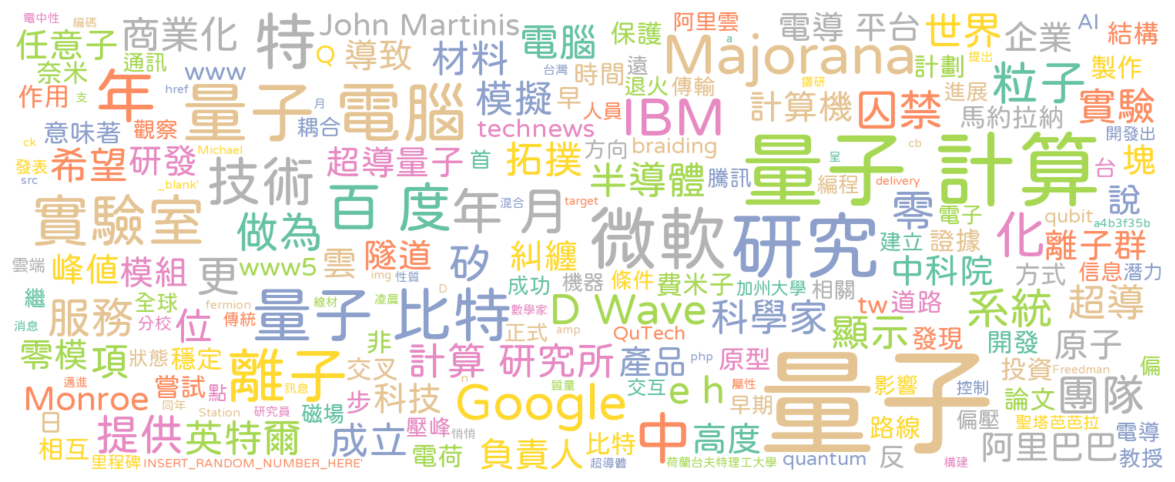 電中性 編碼 John Martinis 阿里雲 電導 平台 世界 AI
任意子 商業化 特 Q 導致 電腦 保護 企業 結構
奈米 通訊 www 材料 台灣 時間 遠 a Majorana 計劃 鑽研 提出 製作
作用 支 年 href 月 量子 電腦 模擬 早 退火 傳輸 人員 進展 粒子
意味著 觀察 耦合 technews IBM 計算機 囚禁 馬約拉納 實驗
ck 發表 希望 研發 Michael 超導量子 首 拓撲 方向 braiding 量子 計算 呈 cb 開發出 台 塊
src _blank' 技術 百度 混合 半導體 騰訊 編程 delivery 說
實驗室 做為 年 月 target 微軟 研究 零 電子 化 qubit a4b3f35b
雲端 峰值 模組 更 www5 雲 隧道 矽 糾纏 建立 證據 離子群
img 性質 成功 機器 條件 費米子 加州大學 相關 中科院 方式 信息 潛力
繼 全球 fermion 量子 比特 線材 凌晨 D 數學家 D Wave 科學家 tw 道路 系統 超導
消息 服務 分校 傳統 位 正式 amp QuTech 顯示 發現 開發 原子
零模 項 狀態 穩定 離子 交叉 非 計算 研究所 產品 php 原型 投資 Freedman 偏
邁進 Monroe 嘗試 點 同年 訊息 科技 步 n Google 質量 交互 e h 屬性 早期 量子 影響 控制 論文 團隊
日 Station 研究員 磁場 壓峰 悄悄 中 高度 路線 偏壓 聖塔芭芭拉
相互 提供 英特爾 成立 電荷 負責人 比特 反 阿里巴巴 電導
里程碑 INSERT_RANDOM_NUMBER_HERE' 超導體 荷蘭台夫特理工大學 quantum 構建 教授